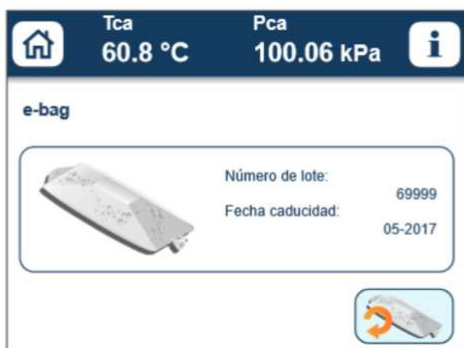 Tca
60.8 °C
Pca
100.06 kPa
i
e-bag
Número de lote:
69999
Fecha caducidad:
05-2017